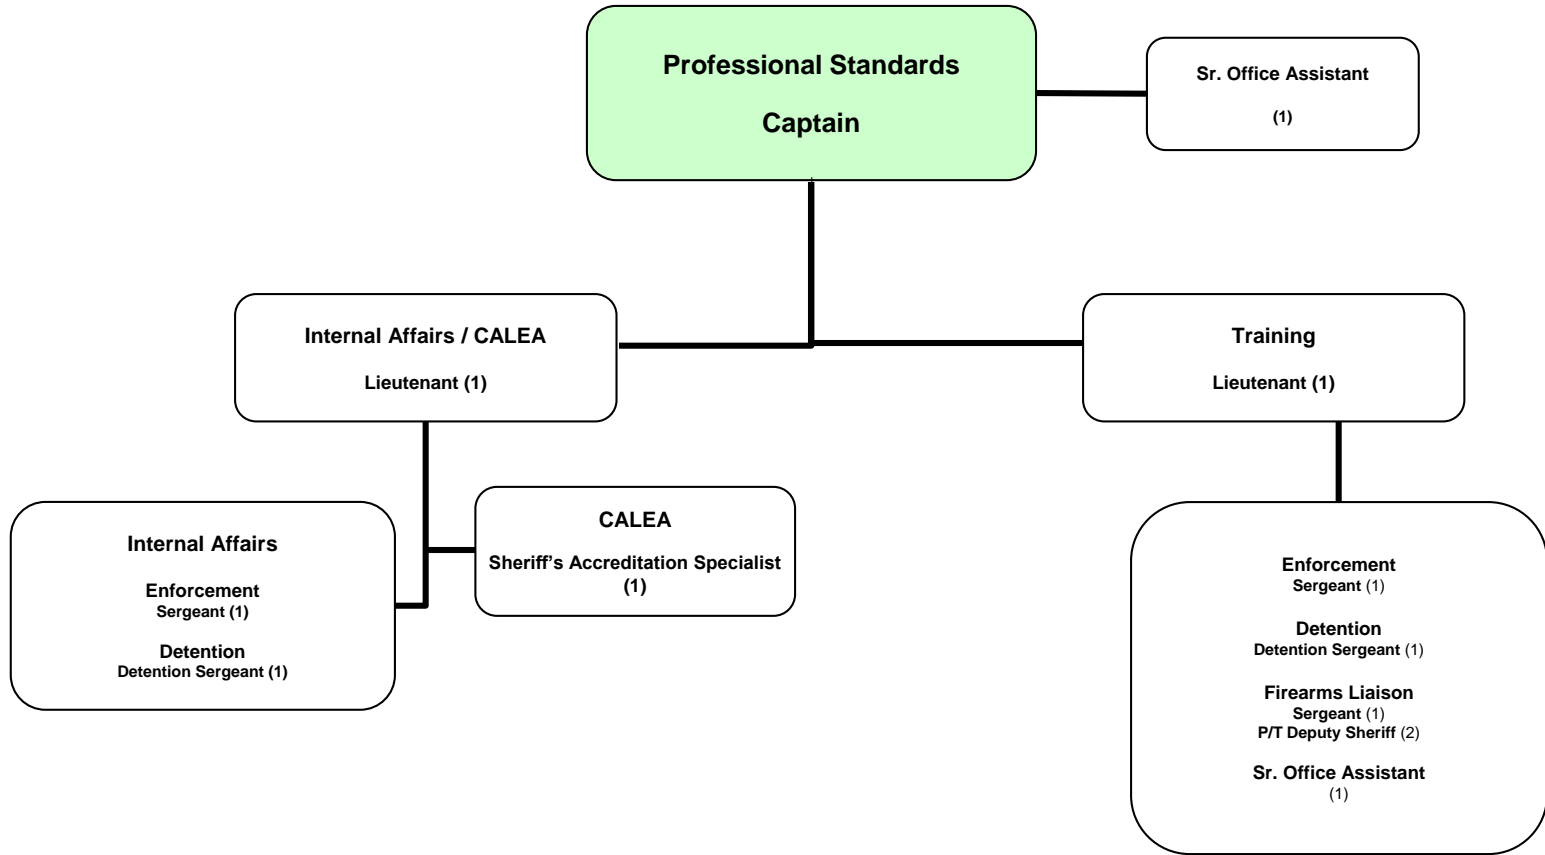 Professional Standards
Captain
Sr. Office Assistant
(1)
Internal Affairs / CALEA
Lieutenant (1)
Training
Lieutenant (1)
Internal Affairs
Enforcement
Sergeant (1)
Detention
Detention Sergeant (1)
CALEA
Sheriff's Accreditation Specialist
(1)
Enforcement
Sergeant (1)
Detention
Detention Sergeant (1)
Firearms Liaison
Sergeant (1)
P/T Deputy Sheriff (2)
Sr. Office Assistant
(1)